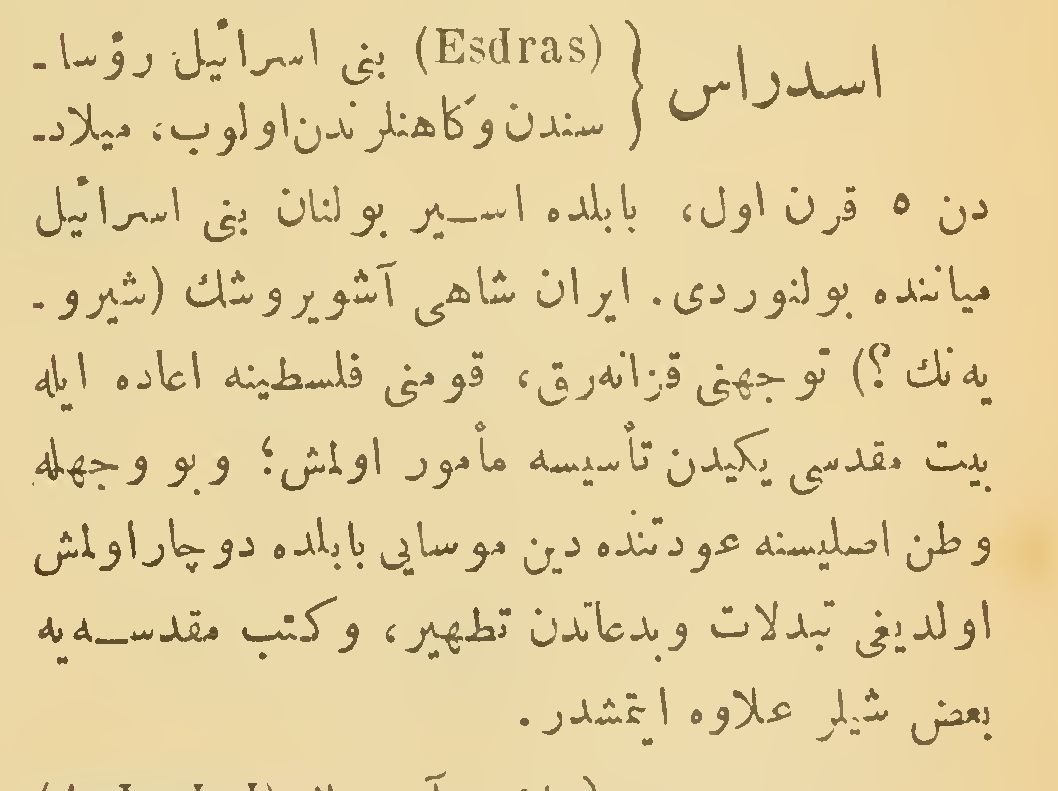 اسدراس { (Esdras) بنی اسرائیل رؤسا۔
سندن وکاهنلرندن اولوب، میلاد۔
دن ٥ قرن اول، بابلده اسیر بولنان بنی اسرائیل
میاننده بولنوردی. ایران شاهی آشویروشك (شیرو۔
یه نك ؟) توجهنی قزانه‌رق، قومنی فلسطینه اعاده ایله
بیت مقدسی یکیدن تأسیسه مأمور اولمش؛ وبو وجهله
وطن اصلیسنه عودتنده دین موسایی بابلده دوچار اولمش
اولدیغی تبدلات وبدعاتدن تطهیر، وکتب مقدسه‌یه
بعض شیلر علاوه ایتمشدر.